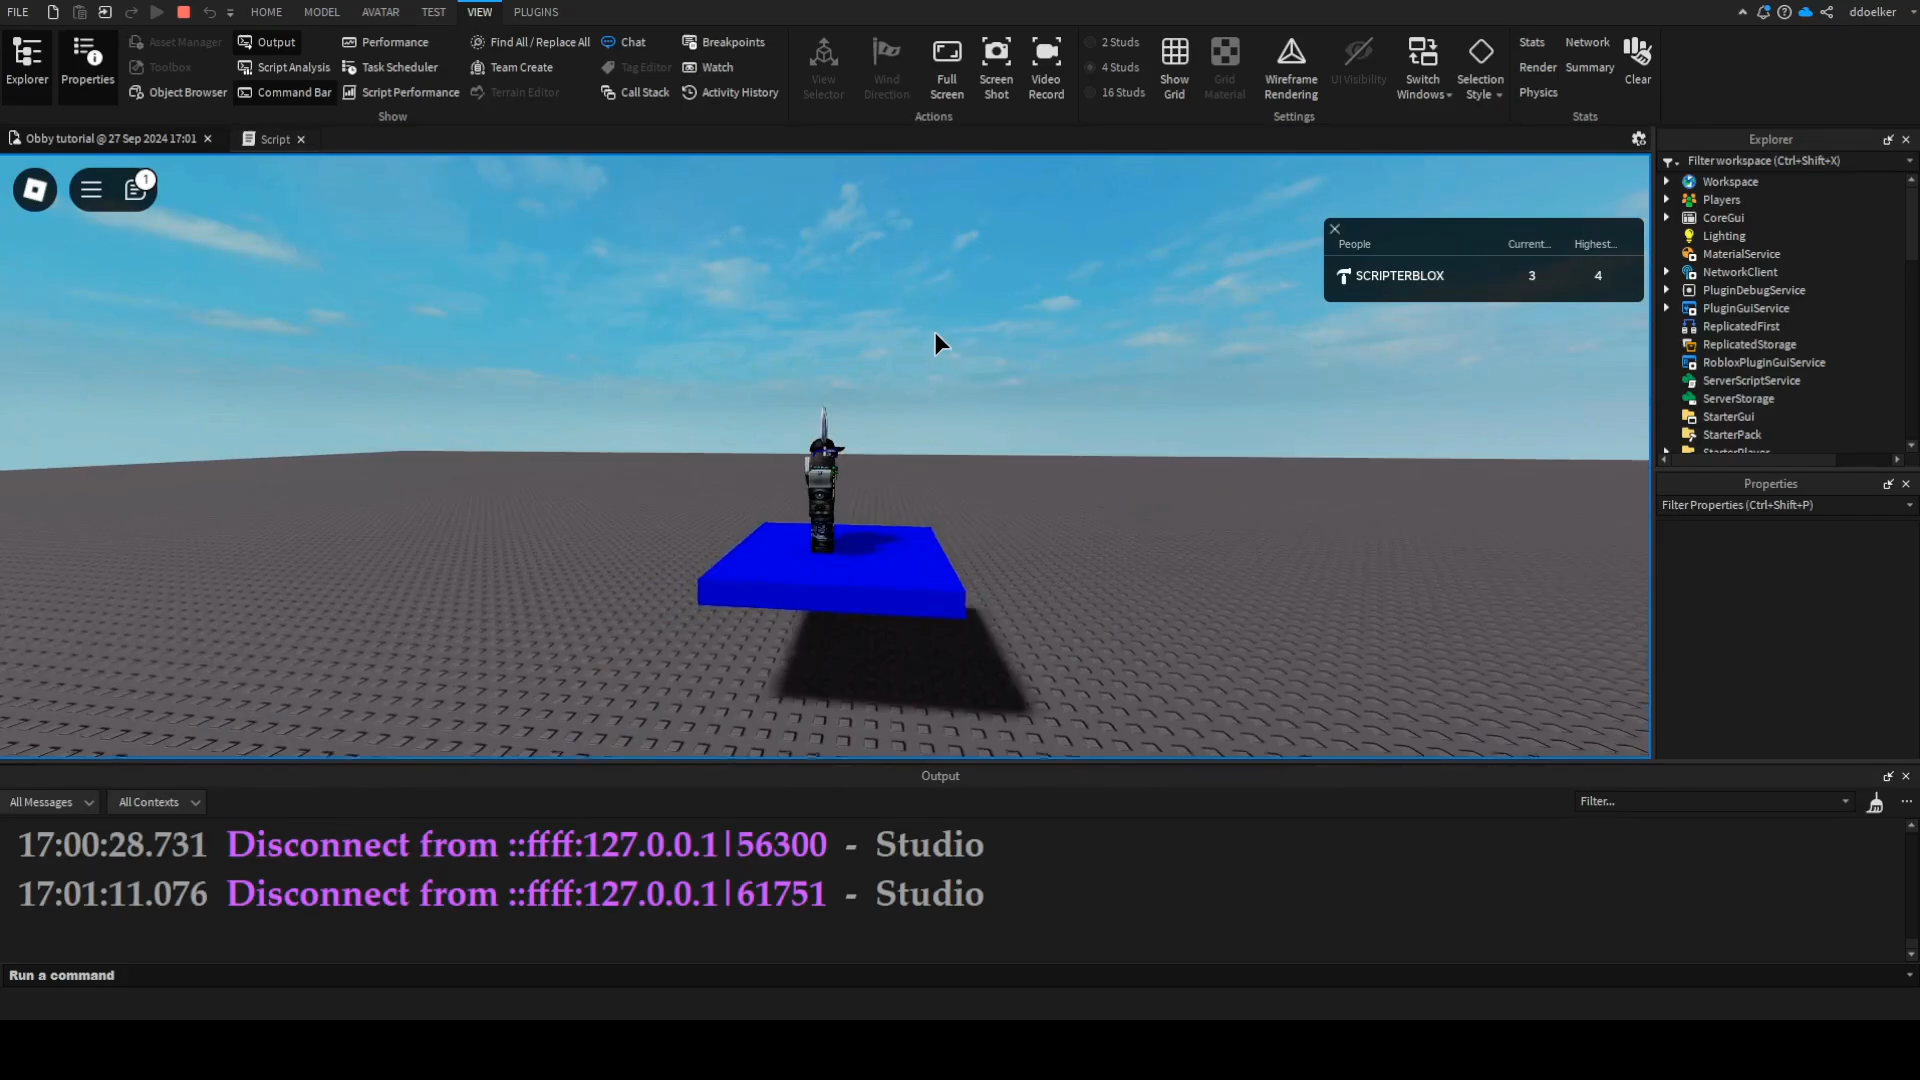 FILE HOME MODEL AVATAR TEST VIEW PLUGINS ddoelker
Explorer
Properties
Asset Manager
Toolbox
Object Browser
Output
Script Analysis
Command Bar
Performance
Task Scheduler
Script Performance
Find All / Replace All
Team Create
Terrain Editor
Chat
Tag Editor
Call Stack
Breakpoints
Watch
Activity History
Show
View
Selector
Wind
Direction
Full
Screen
Screen
Shot
Video
Record
Actions
2 Studs
4 Studs
16 Studs
Show
Grid
Grid
Material
Wireframe
Rendering
UI Visibility
Switch
Windows
Selection
Style
Settings
Stats Network
Render Summary
Physics
Clear
Stats
Obby tutorial @ 27 Sep 2024 17:01
Script
1
People Current... Highest...
SCRIPTERBLOX 3 4
Explorer
Filter workspace (Ctrl+Shift+X)
Workspace
Players
CoreGui
Lighting
MaterialService
NetworkClient
PluginDebugService
PluginGuiService
ReplicatedFirst
ReplicatedStorage
RobloxPluginGuiService
ServerScriptService
ServerStorage
StarterGui
StarterPack
StarterPlayer
Properties
Filter Properties (Ctrl+Shift+P)
Output
All Messages All Contexts Filter...
17:00:28.731 Disconnect from ::ffff:127.0.0.1|56300 - Studio
17:01:11.076 Disconnect from ::ffff:127.0.0.1|61751 - Studio
Run a command